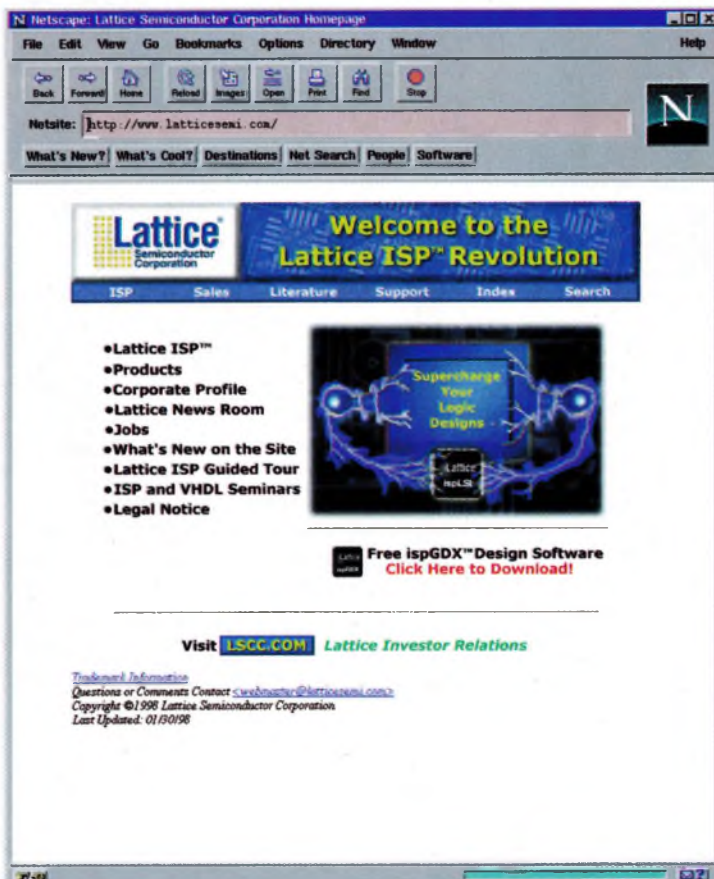 Netscape: Lattice Semiconductor Corporation Homepage
File Edit View Go Bookmarks Options Directory Window Help
Back Forward Home Reload Images Open Print Find Stop
Netsite: http://www.latticesemi.com/
N
What's New? What's Cool? Destinations Net Search People Software
Lattice®
Semiconductor
Corporation
Welcome to the
Lattice ISP™ Revolution
ISP Sales Literature Support Index Search
•Lattice ISP™
•Products
•Corporate Profile
•Lattice News Room
•Jobs
•What's New on the Site
•Lattice ISP Guided Tour
•ISP and VHDL Seminars
•Legal Notice
Supercharge
Your
Logic
Designs
Lattice
ispLSI
Lattice
ispGDX
Free ispGDX™ Design Software
Click Here to Download!
Visit LSCC.COM Lattice Investor Relations
Trademark Information
Questions or Comments Contact <webmaster@latticesemi.com>
Copyright ©1998 Lattice Semiconductor Corporation
Last Updated: 01/30/98